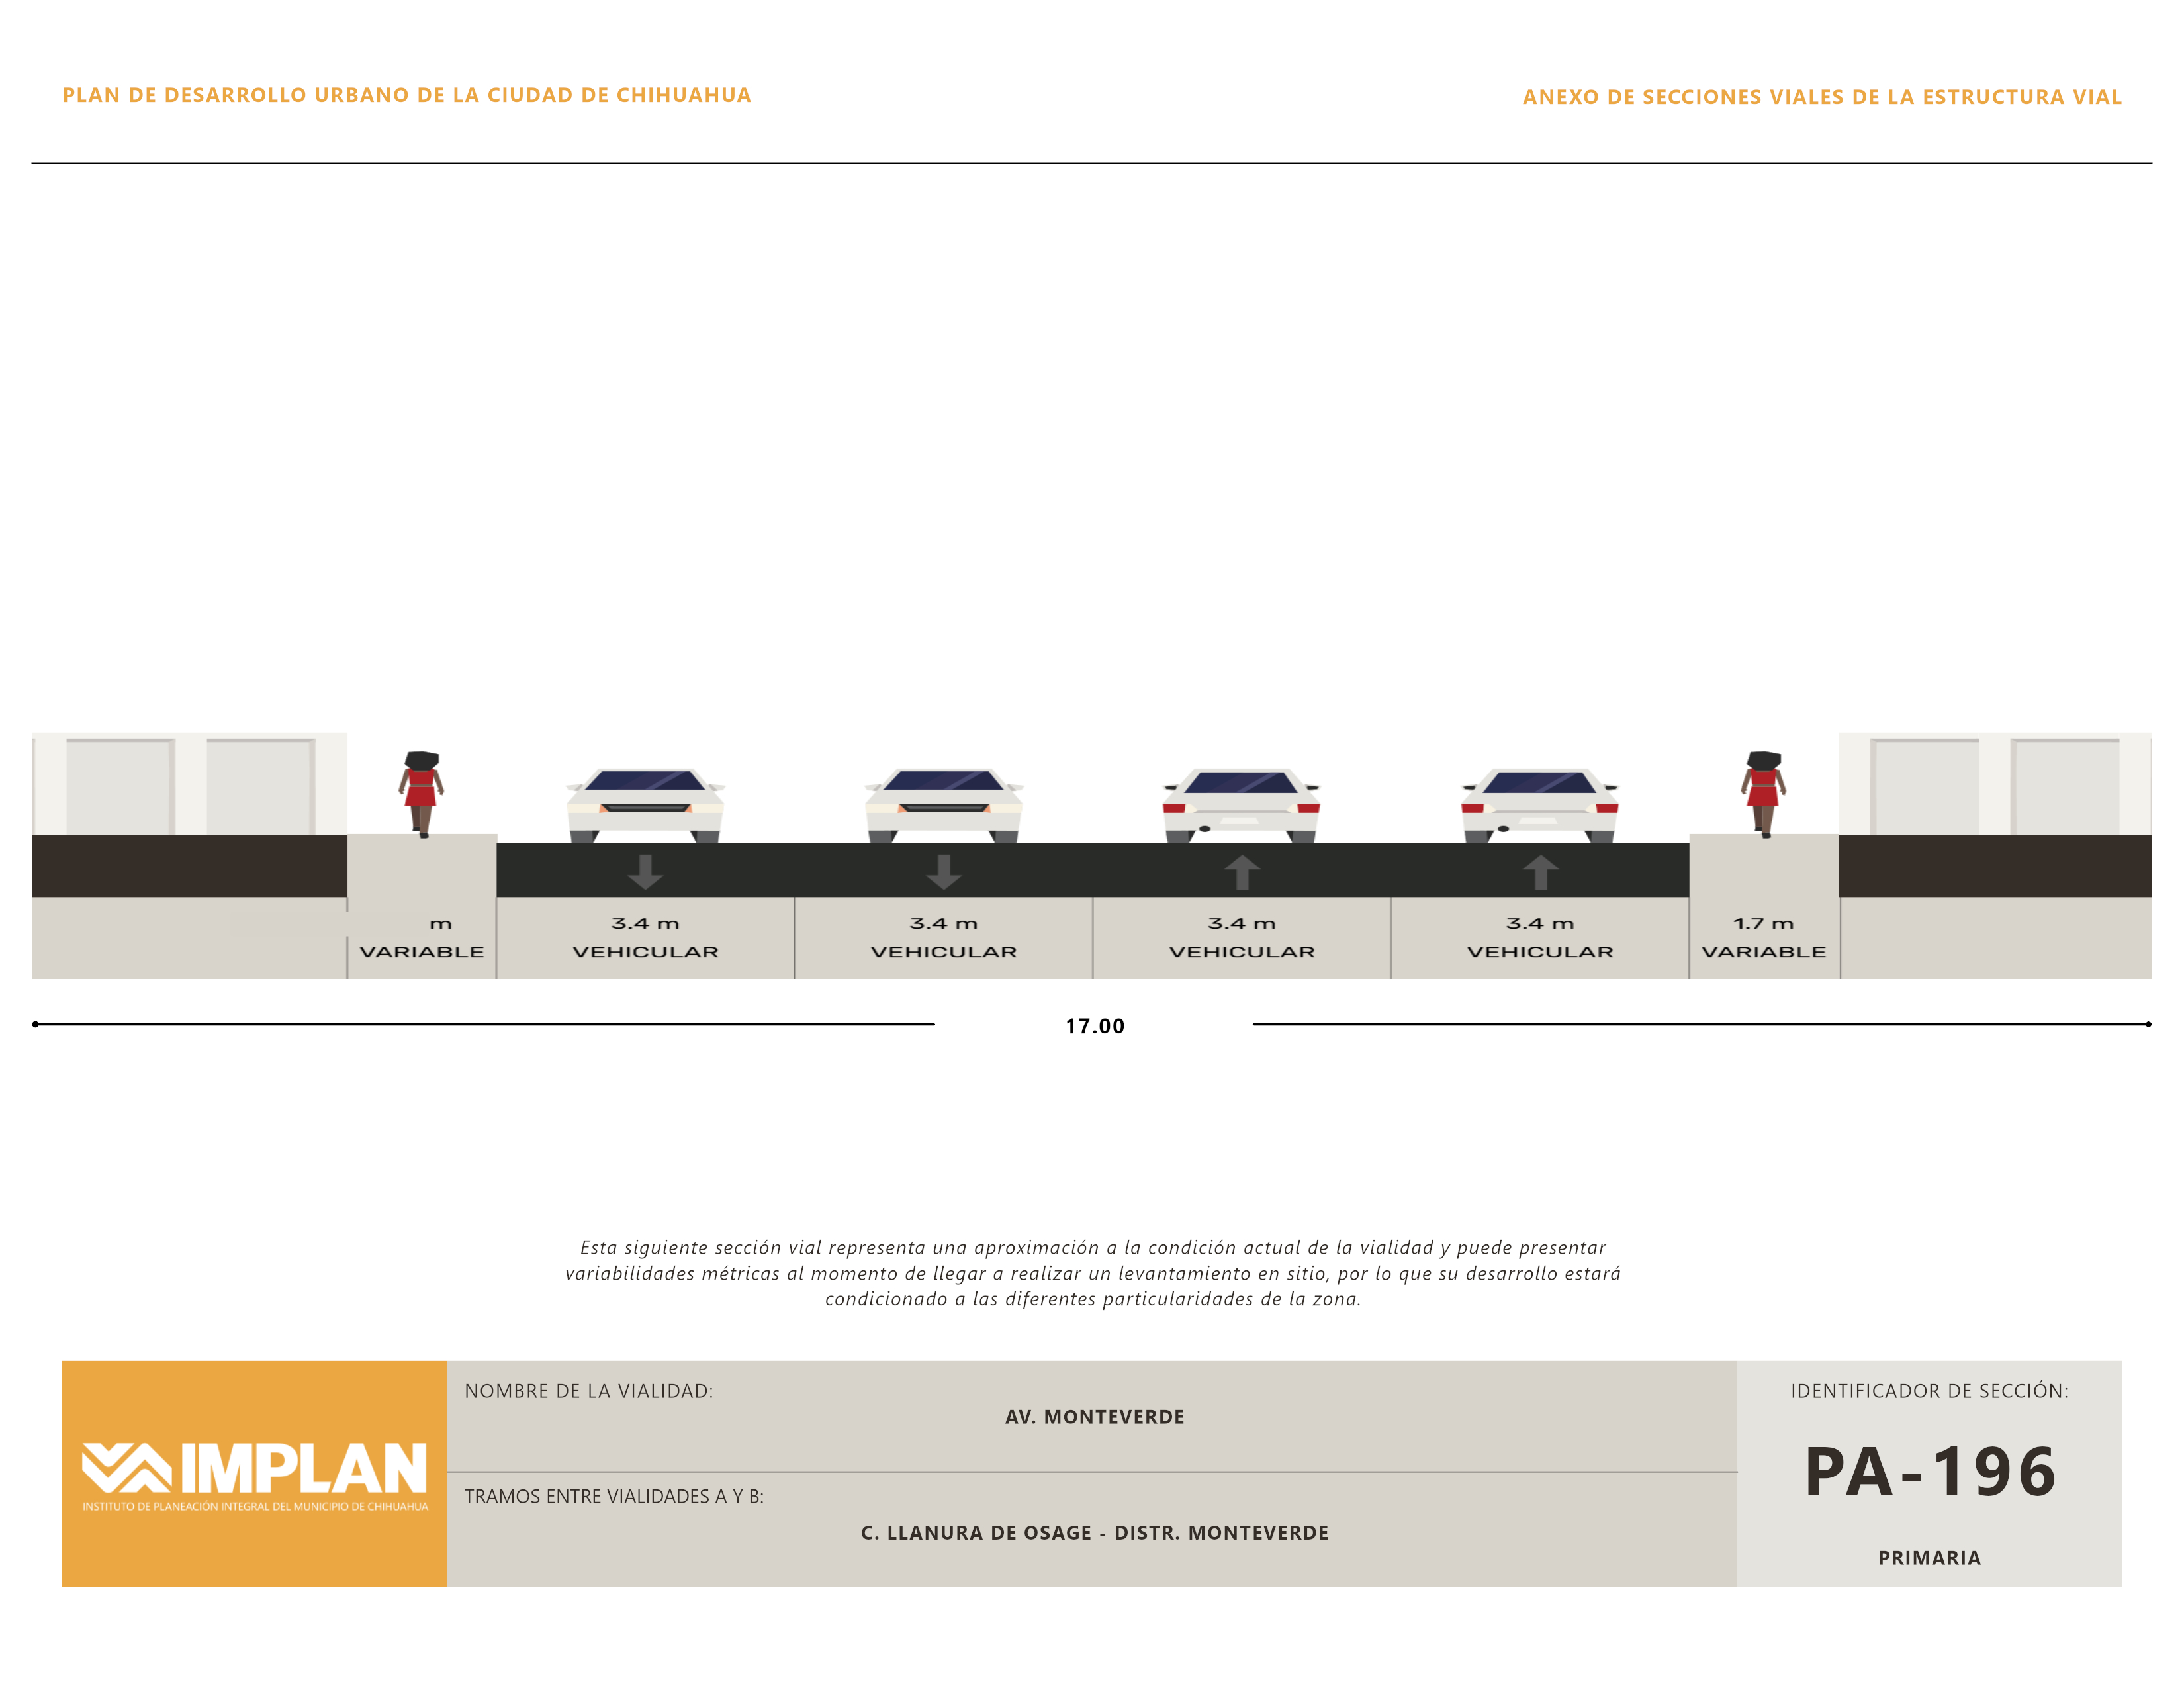 PLAN DE DESARROLLO URBANO DE LA CIUDAD DE CHIHUAHUA
ANEXO DE SECCIONES VIALES DE LA ESTRUCTURA VIAL
m
VARIABLE
3.4 m
VEHICULAR
3.4 m
VEHICULAR
3.4 m
VEHICULAR
3.4 m
VEHICULAR
1.7 m
VARIABLE
17.00
Esta siguiente sección vial representa una aproximación a la condición actual de la vialidad y puede presentar
variabilidades métricas al momento de llegar a realizar un levantamiento en sitio, por lo que su desarrollo estará
condicionado a las diferentes particularidades de la zona.
IMPLAN
INSTITUTO DE PLANEACIÓN INTEGRAL DEL MUNICIPIO DE CHIHUAHUA
NOMBRE DE LA VIALIDAD:
AV. MONTEVERDE
TRAMOS ENTRE VIALIDADES A Y B:
C. LLANURA DE OSAGE - DISTR. MONTEVERDE
IDENTIFICADOR DE SECCIÓN:
PA-196
PRIMARIA